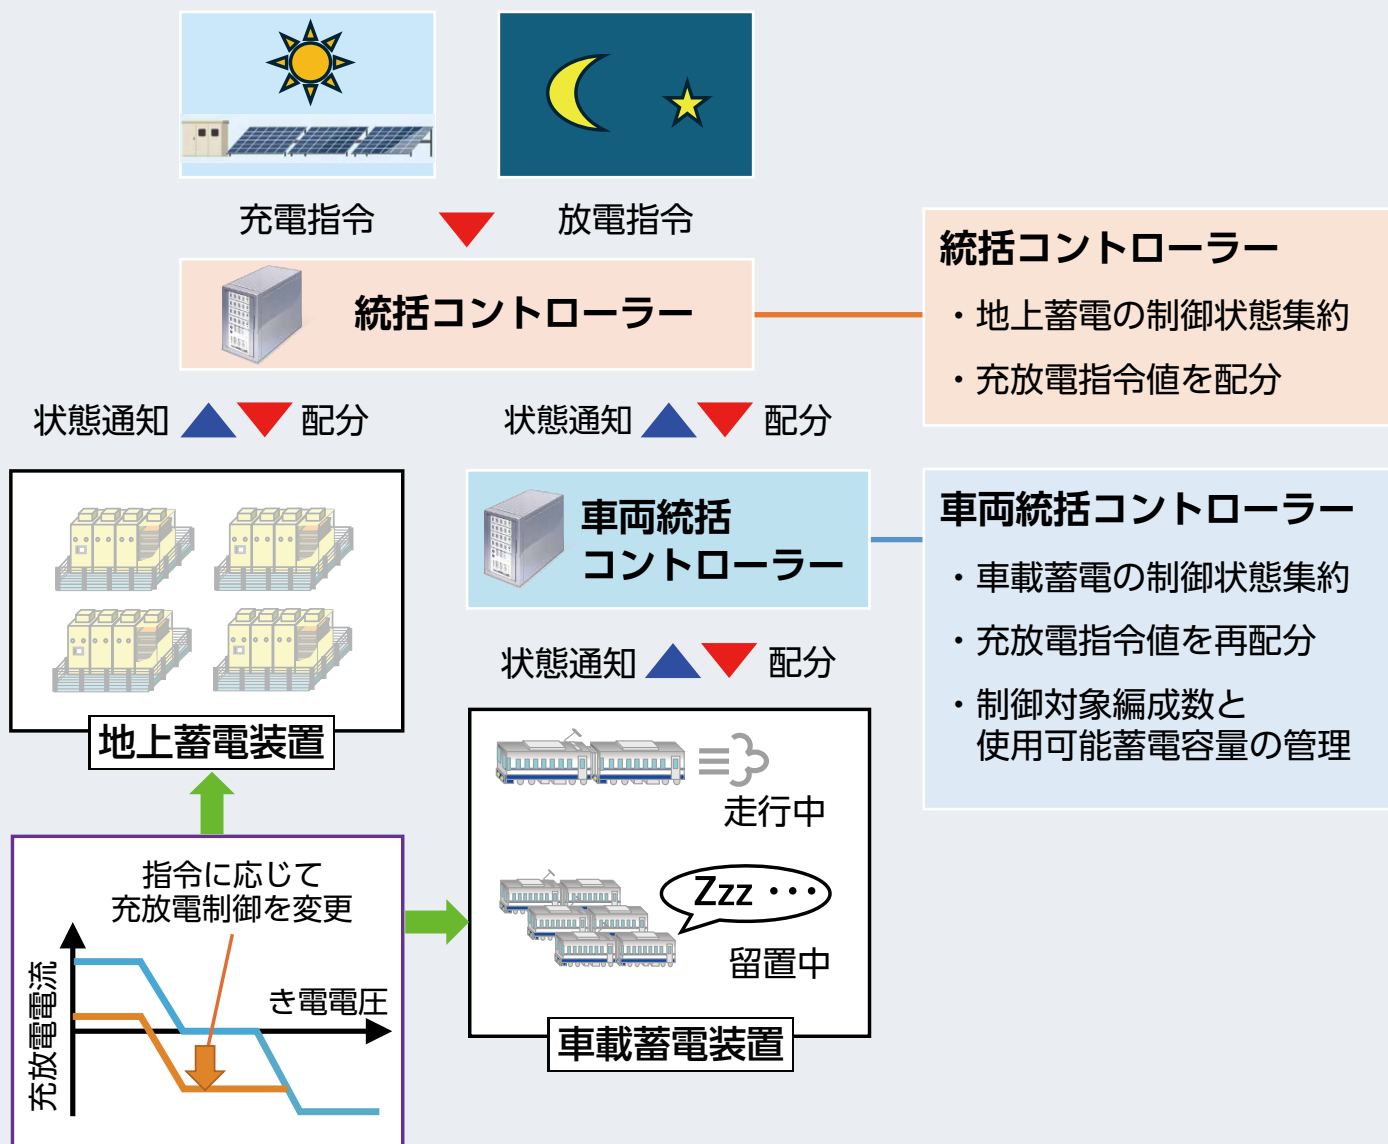 充電指令
放電指令
統括コントローラー
統括コントローラー
・地上蓄電の制御状態集約
・充放電指令値を配分
状態通知
配分
状態通知
配分
車両統括
コントローラー
車両統括コントローラー
・車載蓄電の制御状態集約
・充放電指令値を再配分
・制御対象編成数と
使用可能蓄電容量の管理
地上蓄電装置
状態通知
配分
走行中
Zzz ・・・
留置中
車載蓄電装置
指令に応じて
充放電制御を変更
充放電電流
き電電圧